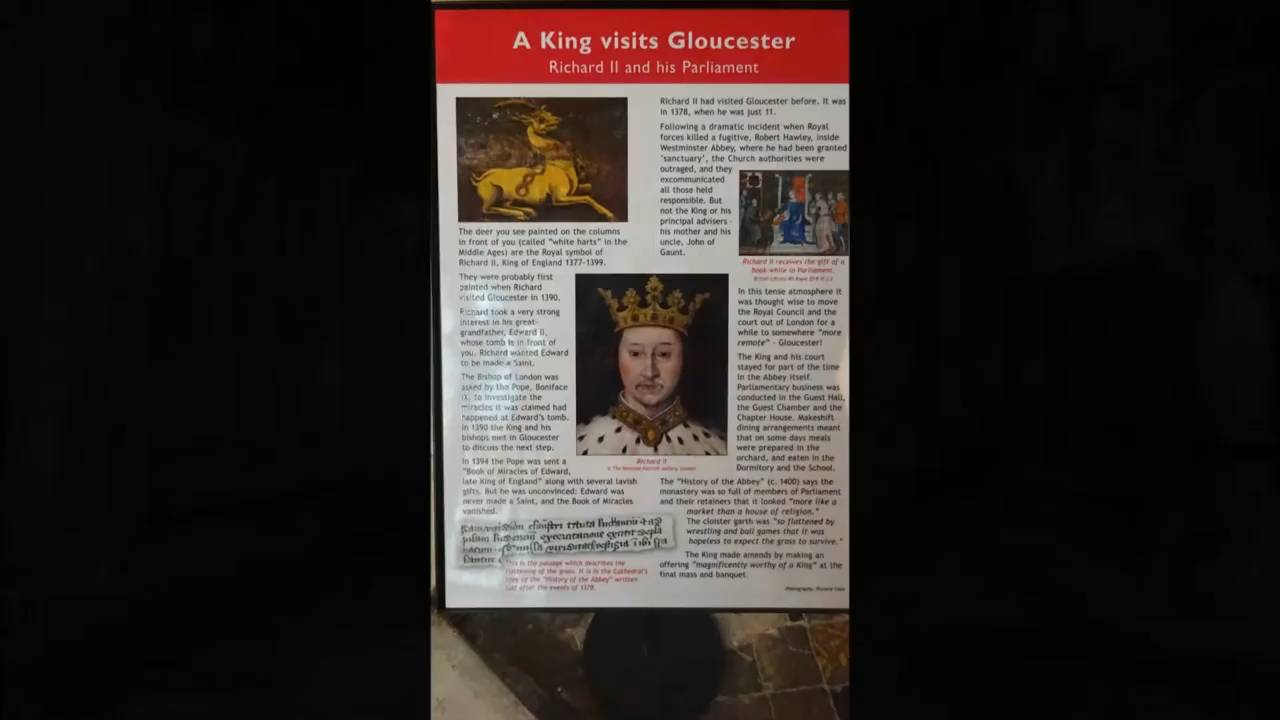 A King visits Gloucester
Richard II and his Parliament
The deer you see painted on the columns
in front of you (called "white harts" in the
Middle Ages) are the Royal symbol of
Richard II, King of England 1377-1399.
They were probably first
painted when Richard
visited Gloucester in 1390.
Richard took a very strong
interest in his great-
grandfather, Edward II,
whose tomb is in front of
you. Richard wanted Edward
to be made a Saint.
The Bishop of London was
asked by the Pope, Boniface
IX, to investigate the
miracles it was claimed had
happened at Edward's tomb.
In 1390 the King and his
bishops met in Gloucester
to discuss the next step.
In 1394 the Pope was sent a
"Book of Miracles of Edward,
late King of England" along with several lavish
gifts. But he was unconvinced: Edward was
never made a Saint, and the Book of Miracles
vanished.
This is the passage which describes the
flattening of the grass. It is in the Cathedral's
copy of the "History of the Abbey" written
just after the events of 1378.
Richard II
© The National Portrait Gallery, London
Richard II had visited Gloucester before. It was
in 1378, when he was just 11.
Following a dramatic incident when Royal
forces killed a fugitive, Robert Hawley, inside
Westminster Abbey, where he had been granted
'sanctuary', the Church authorities were
outraged, and they
excommunicated
all those held
responsible. But
not the King or his
principal advisers -
his mother and his
uncle, John of
Gaunt.
Richard II receives the gift of a
book while in Parliament.
British Library MS Royal
In this tense atmosphere it
was thought wise to move
the Royal Council and the
court out of London for a
while to somewhere "more
remote" - Gloucester!
The King and his court
stayed for part of the time
in the Abbey itself.
Parliamentary business was
conducted in the Guest Hall,
the Guest Chamber and the
Chapter House. Makeshift
dining arrangements meant
that on some days meals
were prepared in the
orchard, and eaten in the
Dormitory and the School.
The "History of the Abbey" (c. 1400) says the
monastery was so full of members of Parliament
and their retainers that it looked "more like a
market than a house of religion."
The cloister garth was "so flattened by
wrestling and ball games that it was
hopeless to expect the grass to survive."
The King made amends by making an
offering "magnificently worthy of a King" at the
final mass and banquet.
Photography: